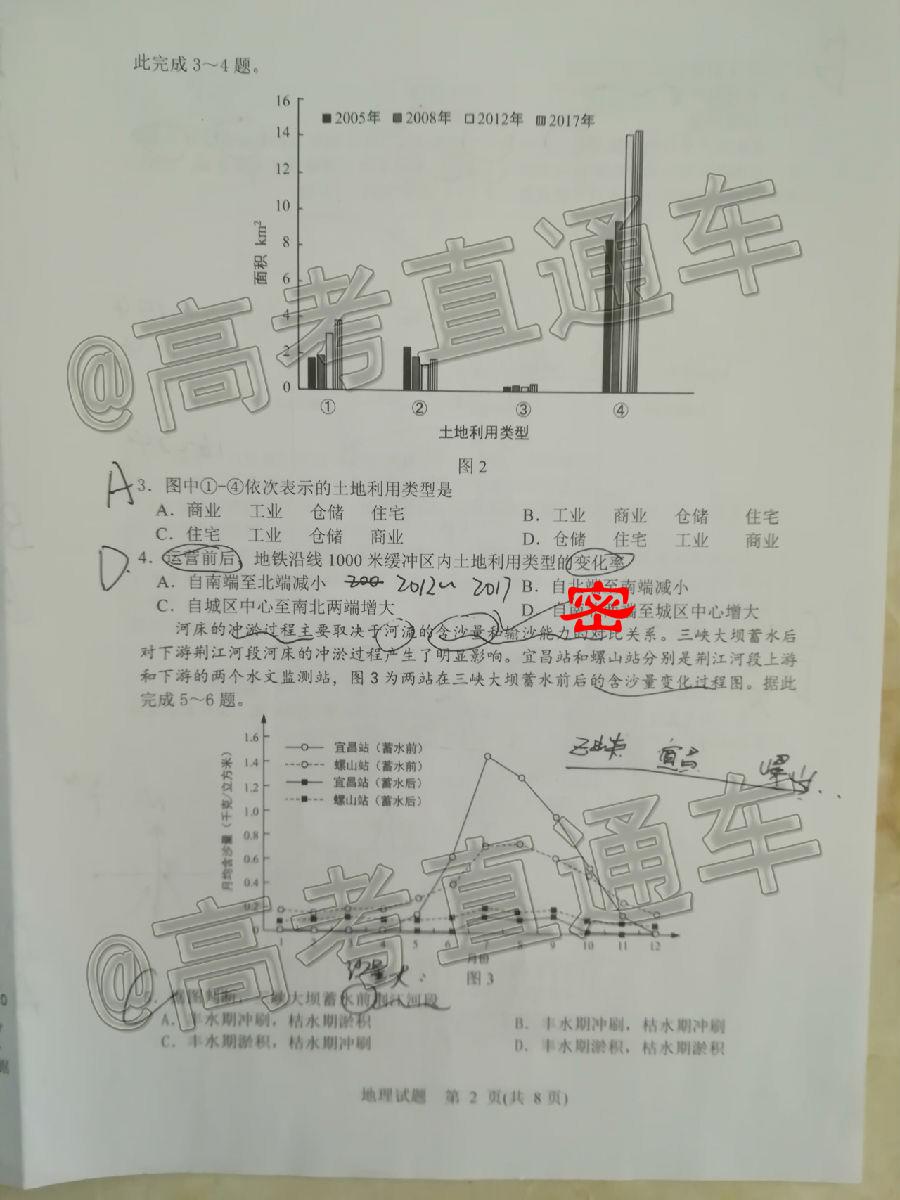 此完成3～4题。
16
14
12
10
8
6
4
2
0
面积 km²
■2005年 ■2008年 □2012年 2017年
① ② ③ ④
土地利用类型
图2
A
3. 图中①-④依次表示的土地利用类型是
A. 商业 工业 仓储 住宅 B. 工业 商业 仓储 住宅
C. 住宅 工业 仓储 商业 D. 仓储 住宅 工业 商业
D
4. 运营前后，地铁沿线1000米缓冲区内土地利用类型的变化率
A. 自南端至北端减小 2012 2017 B. 自北端至南端减小
C. 自城区中心至南北两端增大 D. 自南 端至城区中心增大
密
河床的冲淤过程主要取决于河流的含沙量和输沙能力的对比关系。三峡大坝蓄水后
对下游荆江河段河床的冲淤过程产生了明显影响。宜昌站和螺山站分别是荆江河段上游
和下游的两个水文监测站，图3为两站在三峡大坝蓄水前后的含沙量变化过程图。据此
完成5～6题。
月均含沙量（千克/立方米）
1.6
1.4
1.2
1.0
0.8
0.6
0.4
0.2
0
宜昌站（蓄水前）
螺山站（蓄水前）
宜昌站（蓄水后）
螺山站（蓄水后）
宜昌
1 2 3 4 5 6 7 8 9 10 11 12
月份
图3
大坝蓄水前荆江河段
A. 丰水期冲刷，枯水期淤积 B. 丰水期冲刷，枯水期冲刷
C. 丰水期淤积，枯水期冲刷 D. 丰水期淤积，枯水期淤积
地理试题 第 2 页(共 8 页)
@高考直通车
@高考直通车